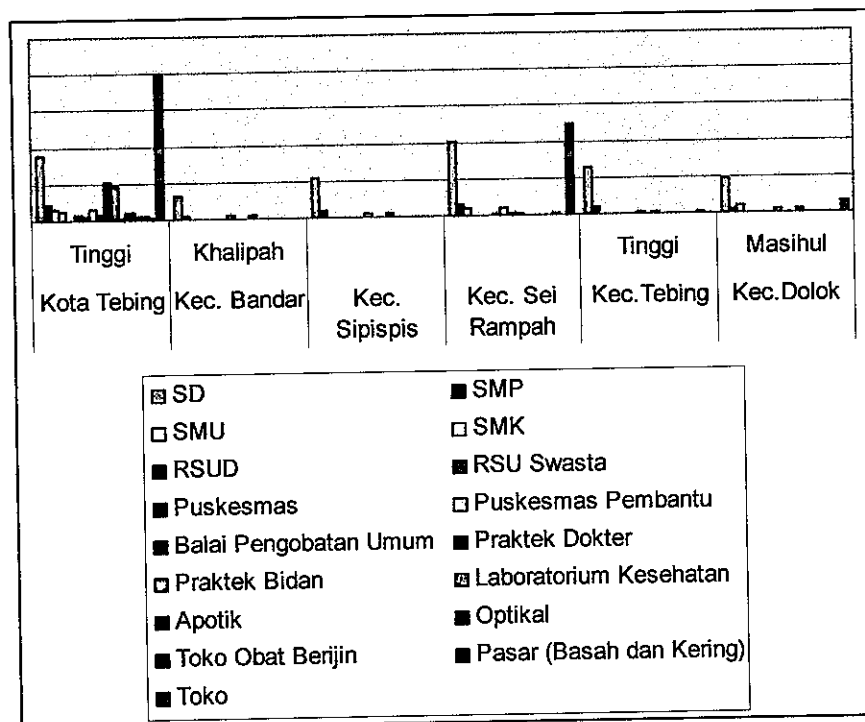 Tinggi Khalipah Tinggi Masihul
Kota Tebing Kec. Bandar Kec. Kec. Sei Kec.Tebing Kec.Dolok
Sipispis Rampah
SD SMP
SMU SMK
RSUD RSU Swasta
Puskesmas Puskesmas Pembantu
Balai Pengobatan Umum Praktek Dokter
Praktek Bidan Laboratorium Kesehatan
Apotik Optikal
Toko Obat Berijin Pasar (Basah dan Kering)
Toko